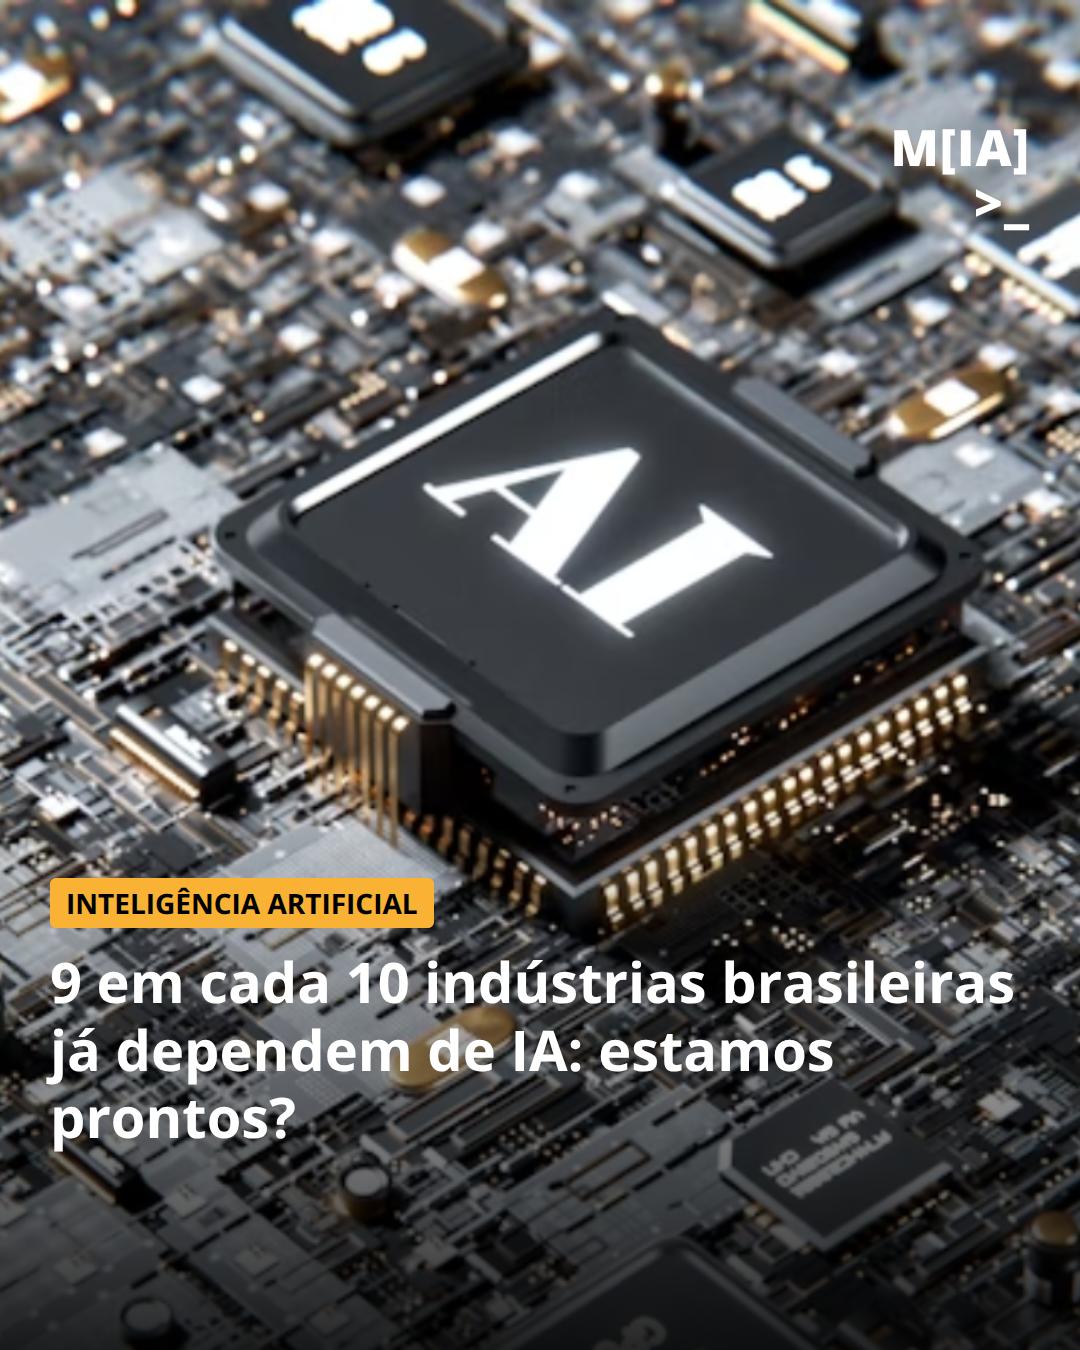 M[IA]
>_
AI
INTELIGÊNCIA ARTIFICIAL
9 em cada 10 indústrias brasileiras
já dependem de IA: estamos
prontos?